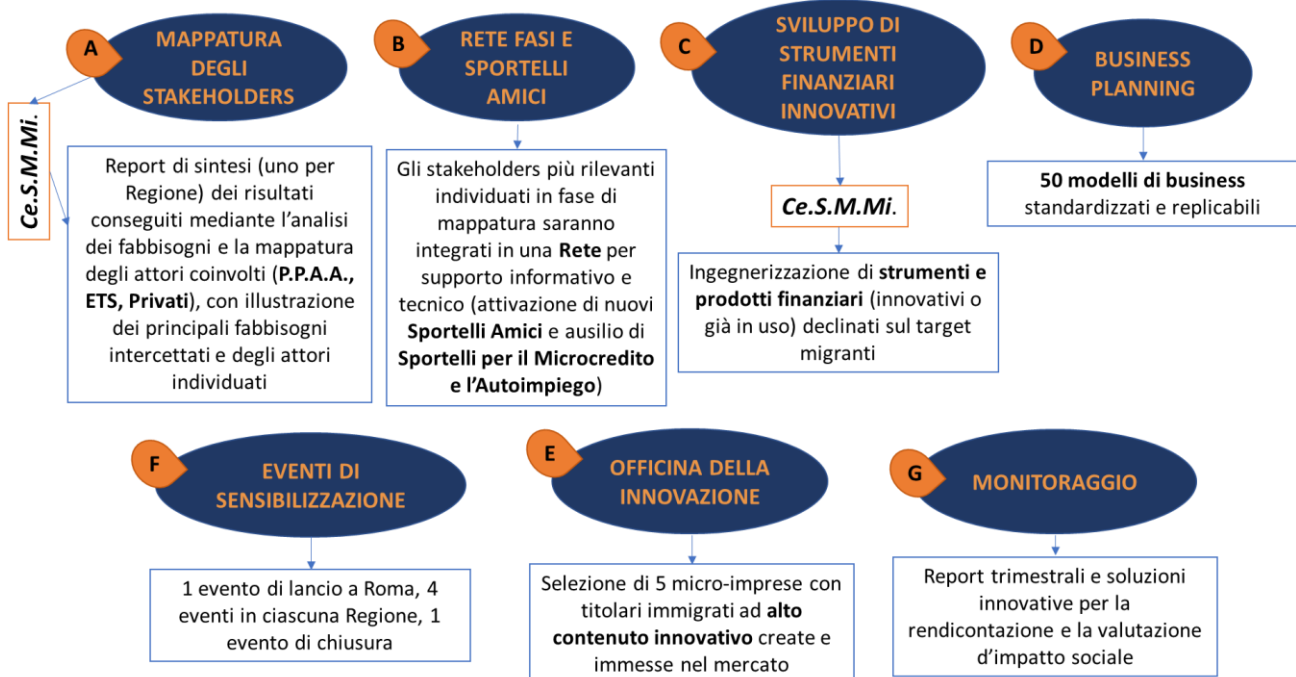 A
MAPPATURA
DEGLI
STAKEHOLDERS
Ce.S.M.Mi.
Report di sintesi (uno per
Regione) dei risultati
conseguiti mediante l'analisi
dei fabbisogni e la mappatura
degli attori coinvolti (P.P.A.A.,
ETS, Privati), con illustrazione
dei principali fabbisogni
intercettati e degli attori
individuati
B
RETE FASI E
SPORTELLI
AMICI
Gli stakeholders più rilevanti
individuati in fase di
mappatura saranno
integrati in una Rete per
supporto informativo e
tecnico (attivazione di nuovi
Sportelli Amici e ausilio di
Sportelli per il Microcredito
e l'Autoimpiego)
C
SVILUPPO DI
STRUMENTI
FINANZIARI
INNOVATIVI
Ce.S.M.Mi.
Ingegnerizzazione di strumenti e
prodotti finanziari (innovativi o
già in uso) declinati sul target
migranti
D
BUSINESS
PLANNING
50 modelli di business
standardizzati e replicabili
F
EVENTI DI
SENSIBILIZZAZIONE
1 evento di lancio a Roma, 4
eventi in ciascuna Regione, 1
evento di chiusura
E
OFFICINA DELLA
INNOVAZIONE
Selezione di 5 micro-imprese con
titolari immigrati ad alto
contenuto innovativo create e
immesse nel mercato
G
MONITORAGGIO
Report trimestrali e soluzioni
innovative per la
rendicontazione e la valutazione
d'impatto sociale